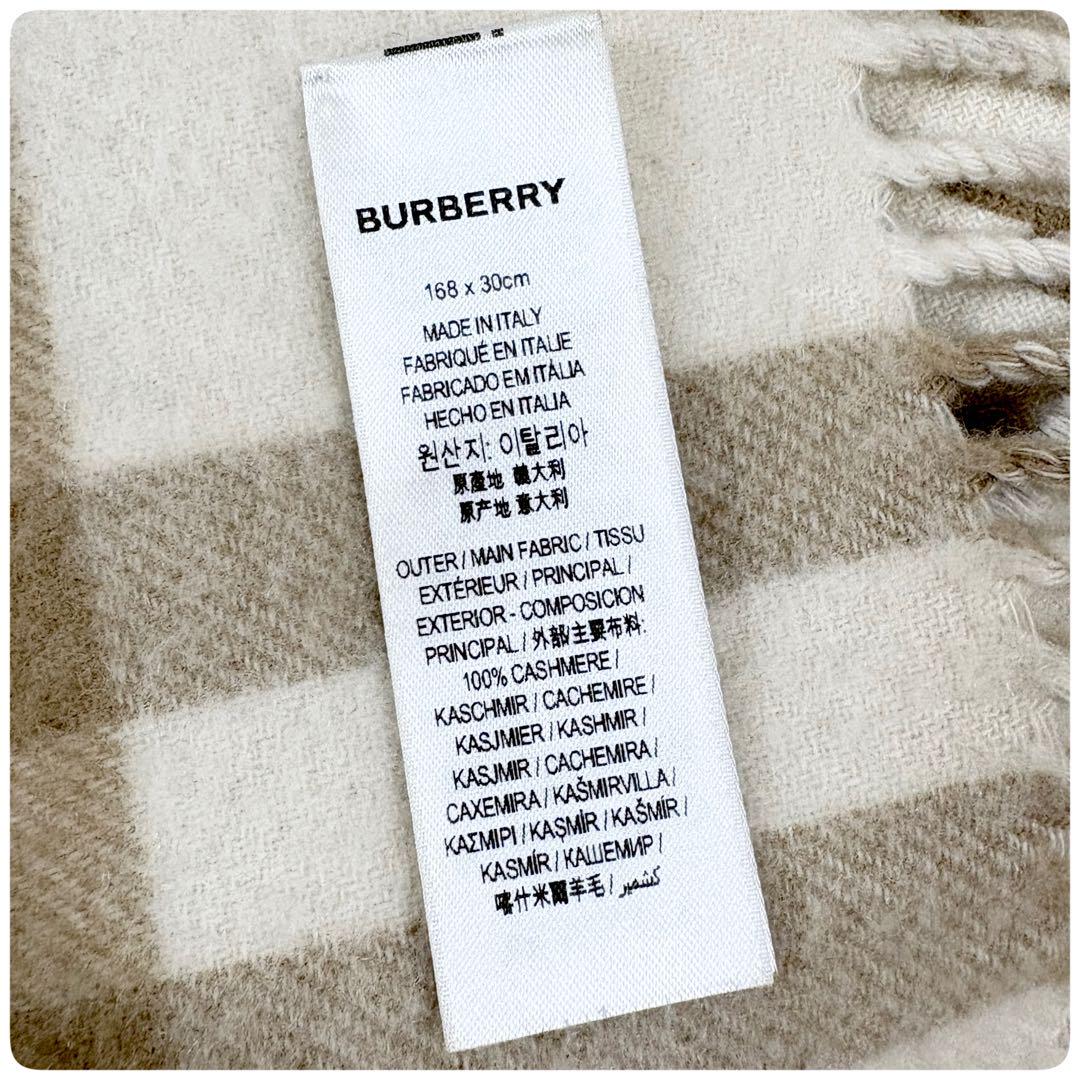 BURBERRY
168 x 30cm
MADE IN ITALY
FABRIQUÉ EN ITALIE
FABRICADO EM ITÁLIA
HECHO EN ITALIA
원산지: 이탈리아
原產地 義大利
原产地 意大利
OUTER / MAIN FABRIC / TISSU
EXTÉRIEUR / PRINCIPAL /
EXTERIOR - COMPOSICION
PRINCIPAL / 外部/主要布料:
100% CASHMERE /
KASCHMIR / CACHEMIRE /
KASJMIER / KASHMIR /
KASJMIR / CACHEMIRA /
CAXEMIRA / KAŠMIRVILLA /
ΚΑΣΜΙΡΙ / KAŞMİR / KAŠMÍR /
KASMÍR / КАШЕМИР /
喀什米爾羊毛 / كشمير